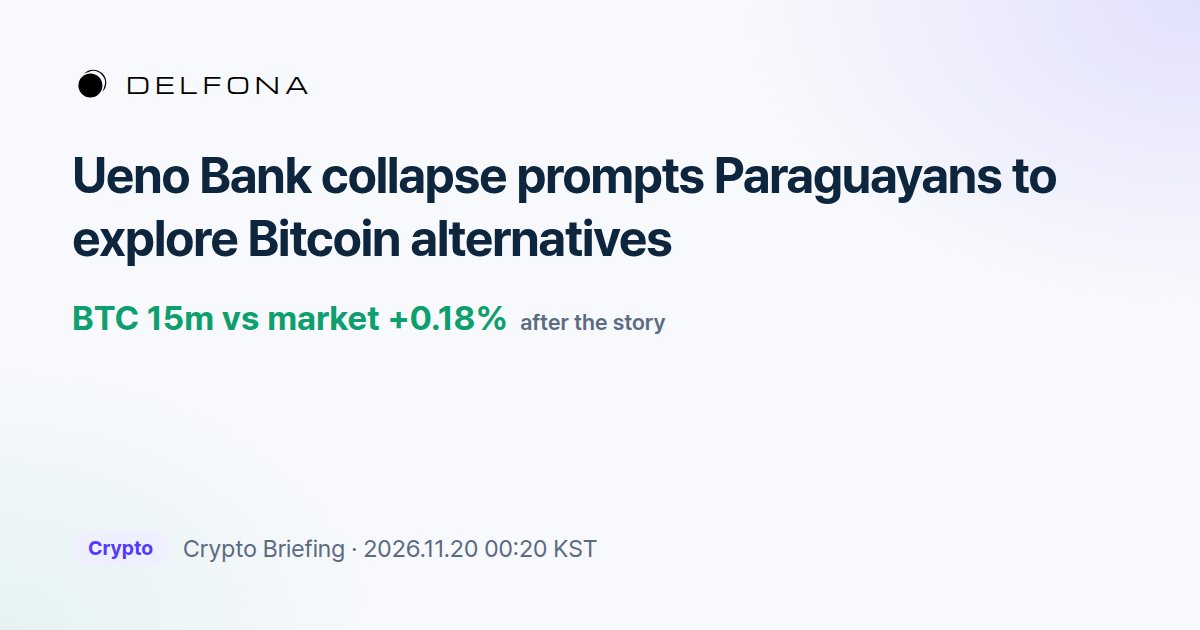 DELFONA
Ueno Bank collapse prompts Paraguayans to
explore Bitcoin alternatives
BTC 15m vs market +0.18% after the story
Crypto Crypto Briefing · 2026.11.20 00:20 KST